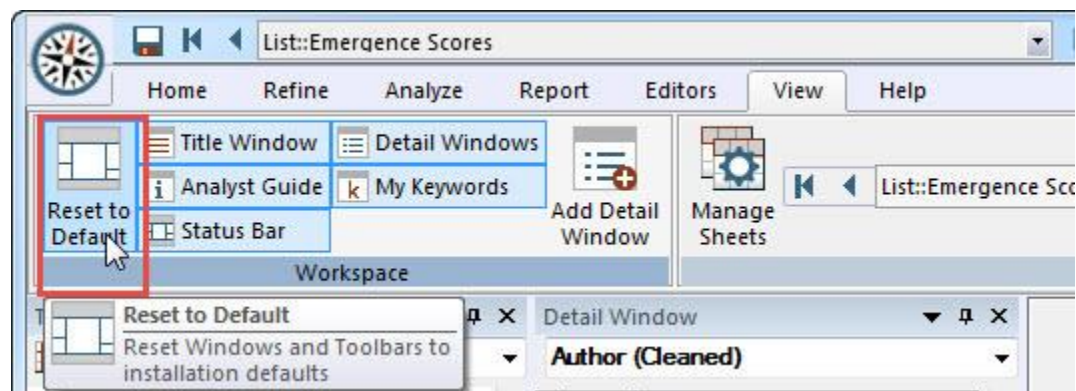 List::Emergence Scores
Home Refine Analyze Report Editors View Help
Title Window Detail Windows
Analyst Guide My Keywords
Status Bar
Reset to
Default
Add Detail
Window
Manage
Sheets
List::Emergence Sco
Workspace
T
Detail Window
Author (Cleaned)
Reset to Default
Reset Windows and Toolbars to
installation defaults